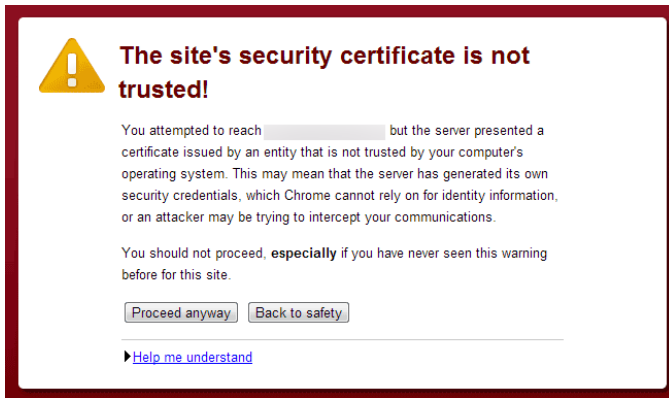 The site's security certificate is not
trusted!
You attempted to reach but the server presented a
certificate issued by an entity that is not trusted by your computer's
operating system. This may mean that the server has generated its own
security credentials, which Chrome cannot rely on for identity information,
or an attacker may be trying to intercept your communications.
You should not proceed, especially if you have never seen this warning
before for this site.
Proceed anyway Back to safety
Help me understand